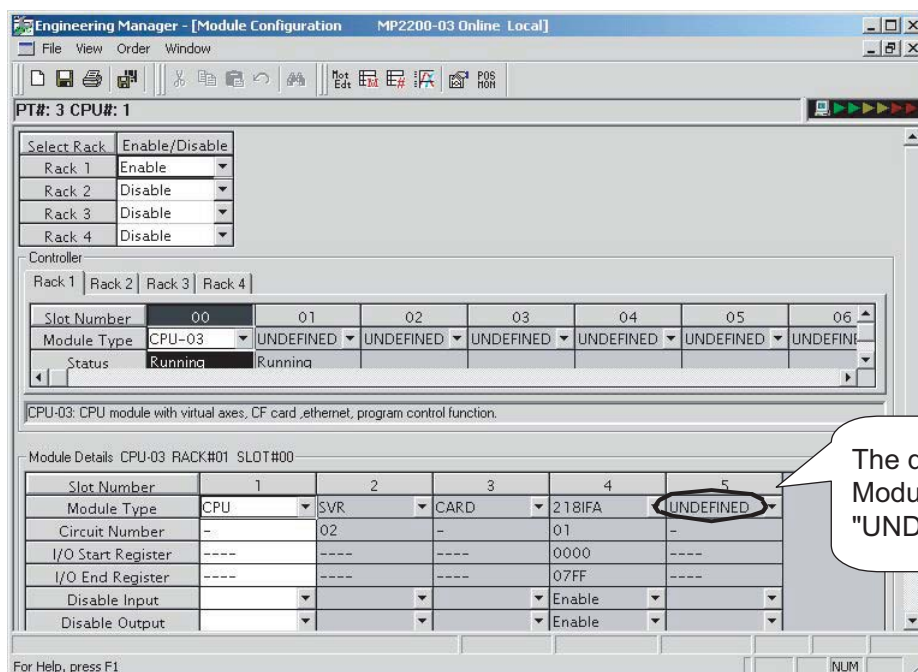 Engineering Manager - [Module Configuration MP2200-03 Online Local]
File View Order Window
Mot Edt POS MON
PT#: 3 CPU#: 1
Select Rack Enable/Disable
Rack 1 Enable
Rack 2 Disable
Rack 3 Disable
Rack 4 Disable
Controller
Rack 1 Rack 2 Rack 3 Rack 4
Slot Number 00 01 02 03 04 05 06
Module Type CPU-03 UNDEFINED UNDEFINED UNDEFINED UNDEFINED UNDEFINED
Status Running Running
CPU-03: CPU module with virtual axes, CF card ,ethernet, program control function.
Module Details CPU-03 RACK#01 SLOT#00
Slot Number 1 2 3 4 5
Module Type CPU SVR CARD 218IFA UNDEFINED
Circuit Number - 02 - 01 -
I/O Start Register ---- ---- ---- 0000 ----
I/O End Register ---- ---- ---- 07FF ----
Disable Input Enable
Disable Output Enable
The
For Help, press F1 NUM